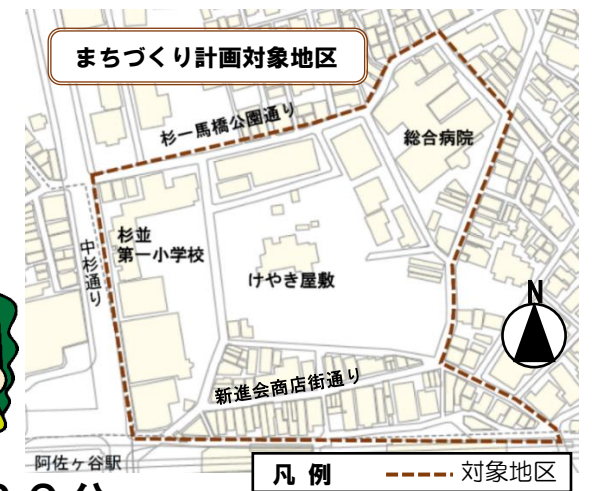 まちづくり計画対象地区
杉一馬橋公園通り
総合病院
杉並
第一小学校
中杉通り
けやき屋敷
N
新進会商店街通り
阿佐ヶ谷駅
凡 例
対象地区